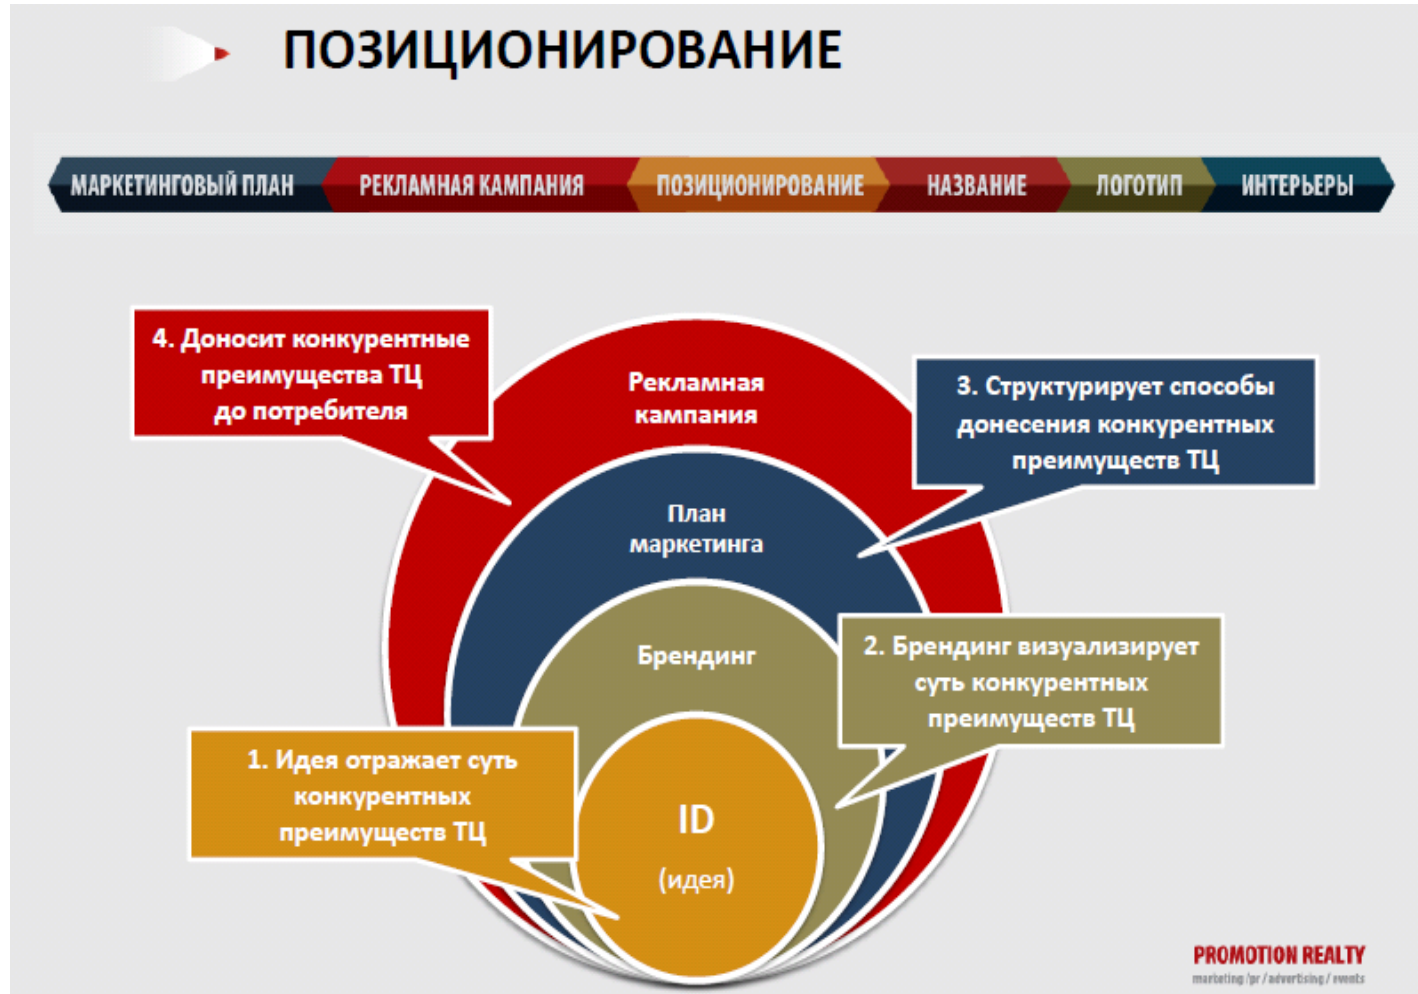 ПОЗИЦИОНИРОВАНИЕ
МАРКЕТИНГОВЫЙ ПЛАН РЕКЛАМНАЯ КАМПАНИЯ ПОЗИЦИОНИРОВАНИЕ НАЗВАНИЕ ЛОГОТИП ИНТЕРЬЕРЫ
4. Доносит конкурентные
преимущества ТЦ
до потребителя
Рекламная
кампания
3. Структурирует способы
донесения конкурентных
преимуществ ТЦ
План
маркетинга
Брендинг
2. Брендинг визуализирует
суть конкурентных
преимуществ ТЦ
1. Идея отражает суть
конкурентных
преимуществ ТЦ
ID
(идея)
PROMOTION REALTY
marketing /pr / advertising / events